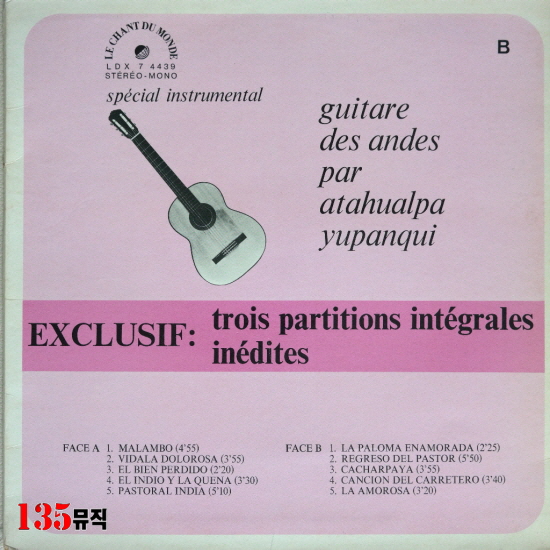 LE CHANT DU MONDE
LDX 7 4439
STÉRÉO-MONO
B
spécial instrumental
guitare
des andes
par
atahualpa
yupanqui
EXCLUSIF: trois partitions intégrales
inédites
FACE A 1. MALAMBO (4'55)
2. VIDALA DOLOROSA (3'55)
3. EL BIEN PERDIDO (2'20)
4. EL INDIO Y LA QUENA (3'30)
5. PASTORAL INDIA (5'10)
FACE B 1. LA PALOMA ENAMORADA (2'25)
2. REGRESO DEL PASTOR (5'50)
3. CACHARPAYA (3'55)
4. CANCION DEL CARRETERO (3'40)
5. LA AMOROSA (3'20)
135뮤직